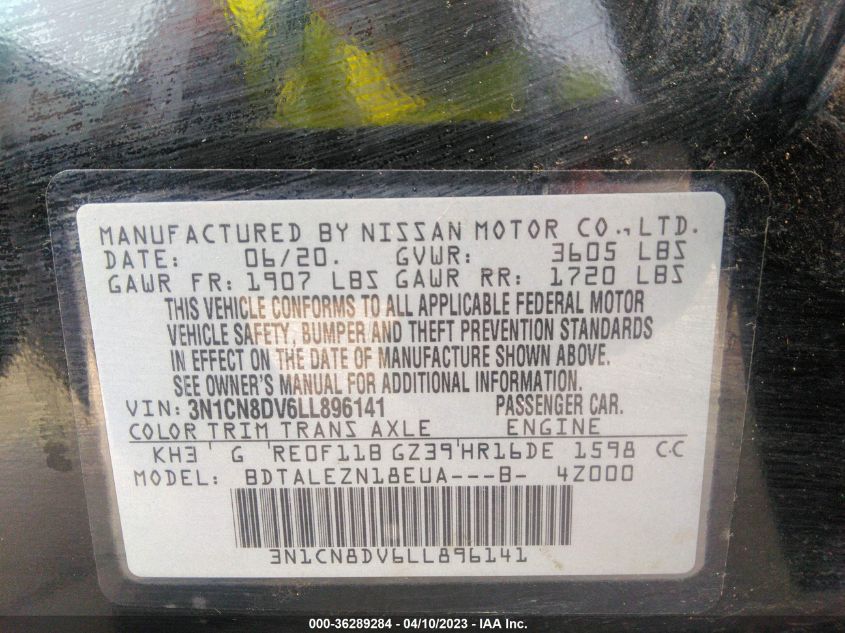 MANUFACTURED BY NISSAN MOTOR CO., LTD.
DATE: 06/20. GVWR: 3605 LBS
GAWR FR: 1907 LBS GAWR RR: 1720 LBS
THIS VEHICLE CONFORMS TO ALL APPLICABLE FEDERAL MOTOR
VEHICLE SAFETY, BUMPER AND THEFT PREVENTION STANDARDS
IN EFFECT ON THE DATE OF MANUFACTURE SHOWN ABOVE.
SEE OWNER'S MANUAL FOR ADDITIONAL INFORMATION.
VIN: 3N1CN8DV6LL896141 PASSENGER CAR.
COLOR TRIM TRANS AXLE ENGINE
KH3 G RE0F11B GZ39 HR16DE 1598 CC
MODEL: BDTALEZN18EUA---B- 4Z000
3N1CN8DV6LL896141
000-36289284 - 04/10/2023 - IAA Inc.